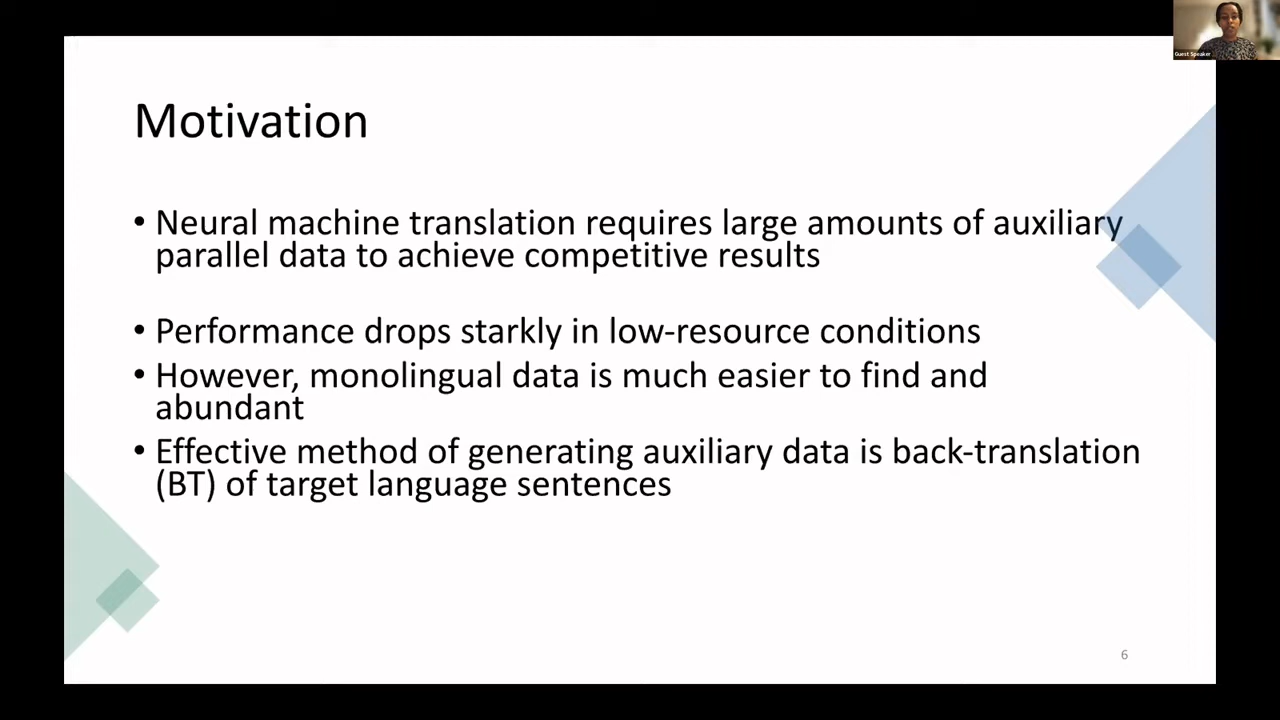 Guest Speaker
Motivation
• Neural machine translation requires large amounts of auxiliary
parallel data to achieve competitive results
• Performance drops starkly in low-resource conditions
• However, monolingual data is much easier to find and
abundant
• Effective method of generating auxiliary data is back-translation
(BT) of target language sentences
6